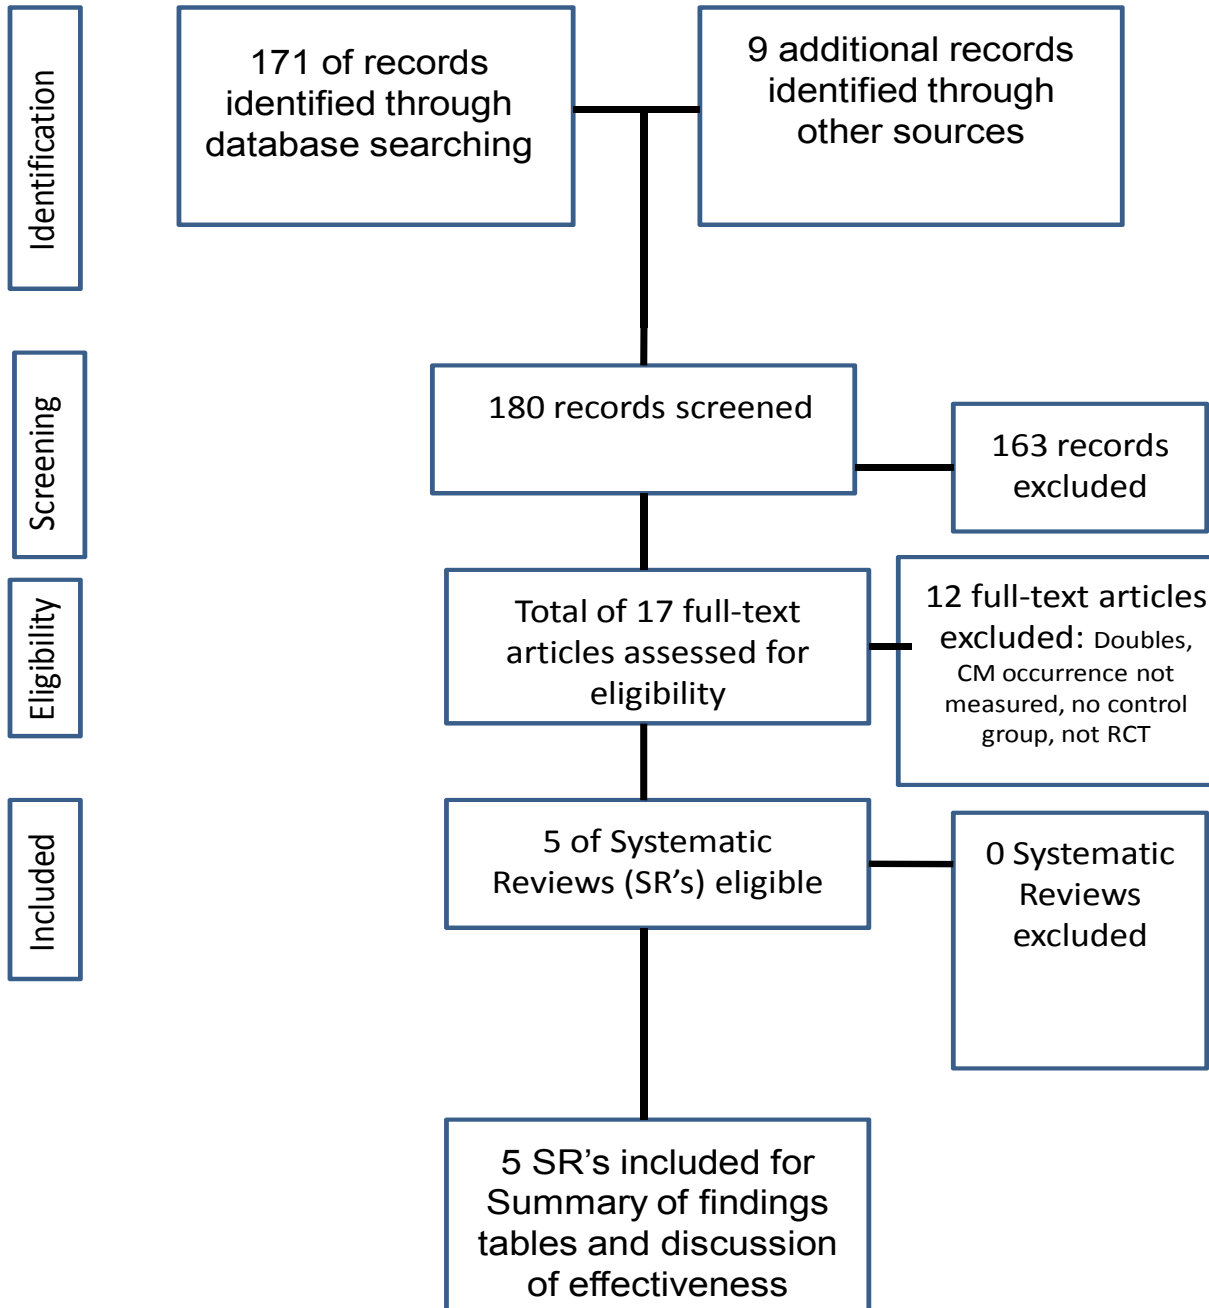 Identification
171 of records
identified through
database searching
9 additional records
identified through
other sources
Screening
180 records screened
163 records
excluded
Eligibility
Total of 17 full-text
articles assessed for
eligibility
12 full-text articles
excluded: Doubles,
CM occurrence not
measured, no control
group, not RCT
Included
5 of Systematic
Reviews (SR's) eligible
0 Systematic
Reviews
excluded
5 SR’s included for
Summary of findings
tables and discussion
of effectiveness